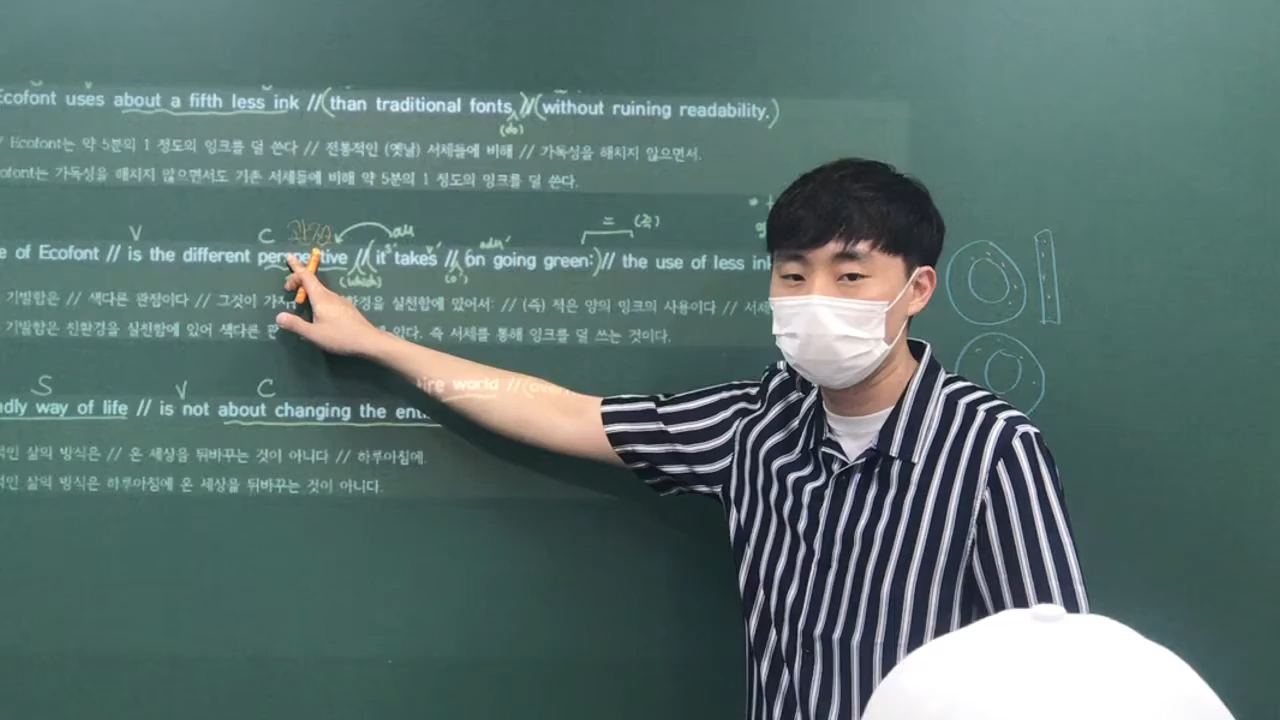 Ecofont uses about a fifth less ink // (than traditional fonts,) // (without ruining readability.)
(do)
/ Ecofont는 약 5분의 1 정도의 잉크를 덜 쓴다 // 전통적인 (옛날) 서체들에 비해 // 가독성을 해치지 않으면서.
ofont는 가독성을 해치지 않으면서도 기존 서체들에 비해 약 5분의 1 정도의 잉크를 덜 쓴다.
V C 관점 = (즉)
e of Ecofont // is the different perspective // (it takes // on going green:) // the use of less ink
S' V'
(which) (o')
기발함은 // 색다른 관점이다 // 그것이 환경을 실천함에 있어서: // (즉) 적은 양의 잉크의 사용이다 // 서체
기발함은 친환경을 실천함에 있어 색다른 있다. 즉 서체를 통해 잉크를 덜 쓰는 것이다.
S V C
ndly way of life // is not about changing the entire world // (over
적인 삶의 방식은 // 온 세상을 뒤바꾸는 것이 아니다 // 하루아침에.
적인 삶의 방식은 하루아침에 온 세상을 뒤바꾸는 것이 아니다.